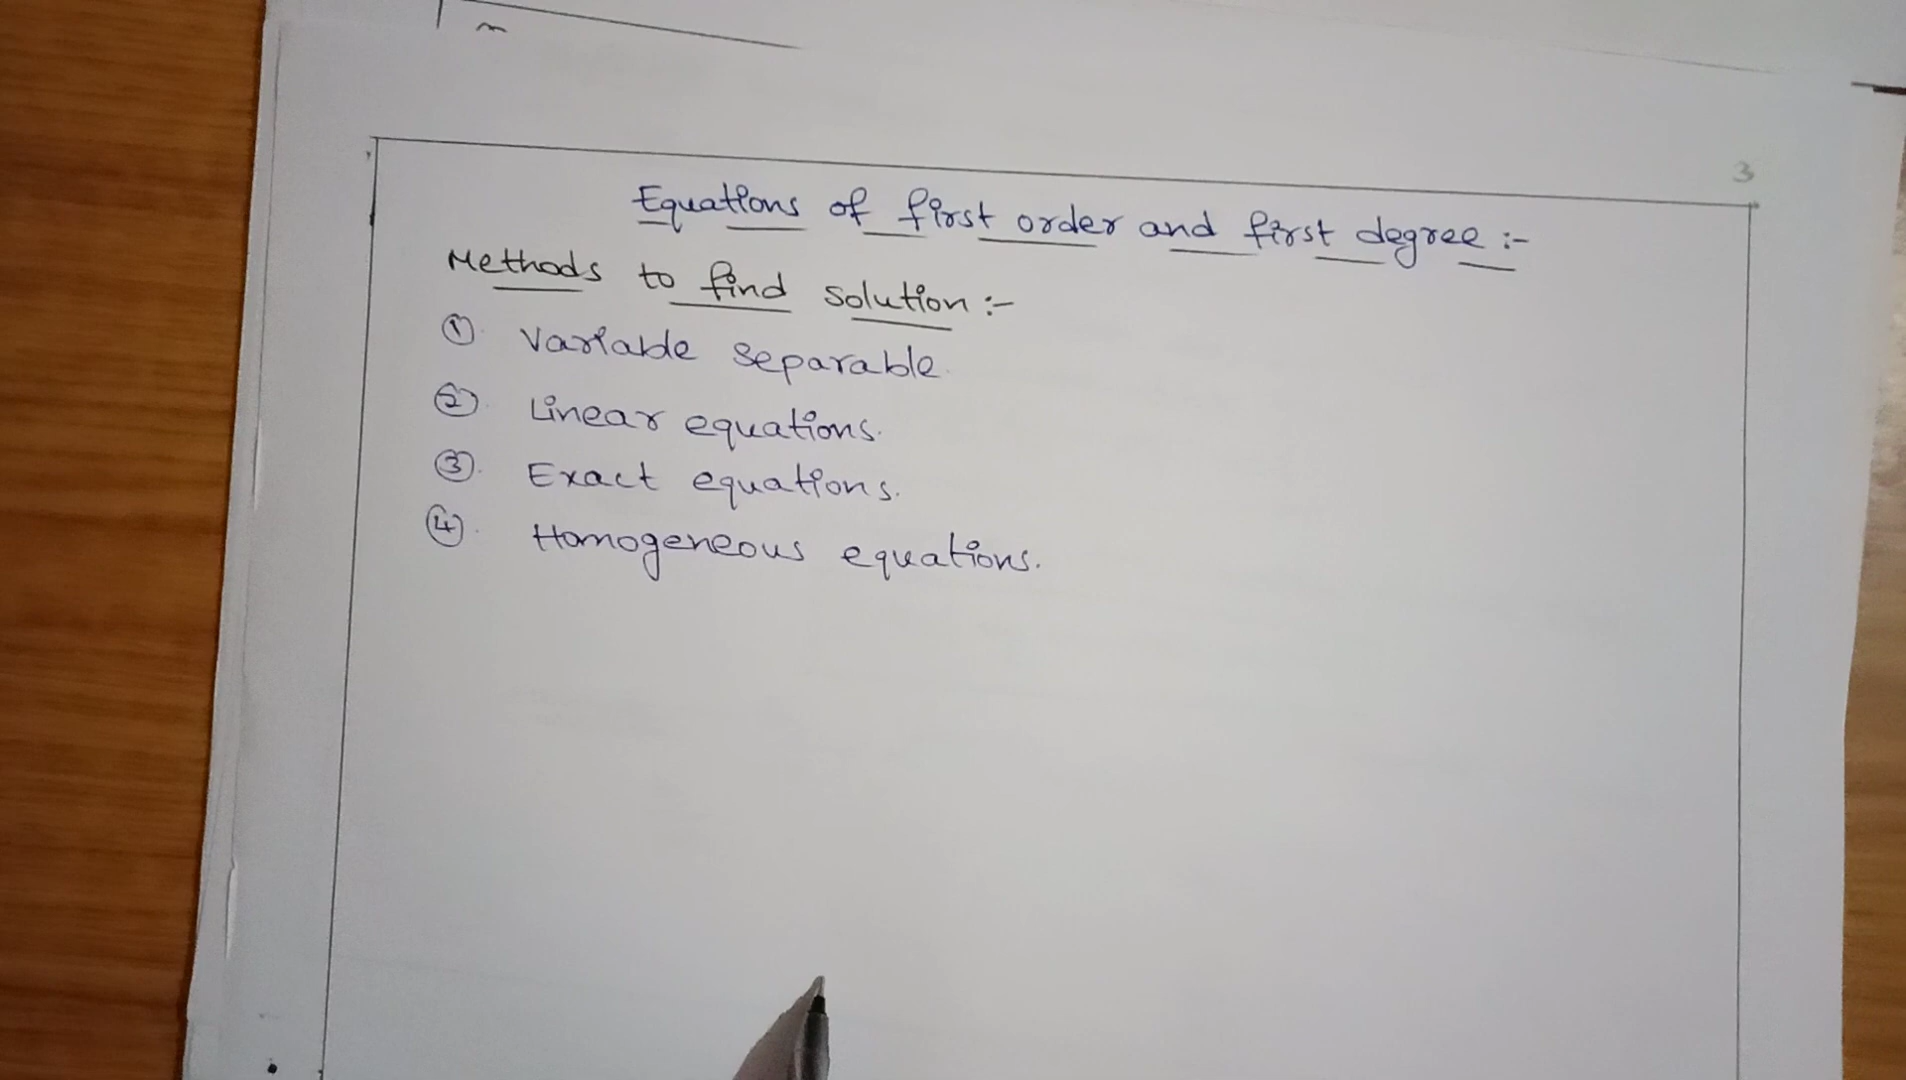 3
Equations of first order and first degree :-
Methods to find solution :-
① Variable separable.
②. Linear equations.
③. Exact equations.
④. Homogeneous equations.